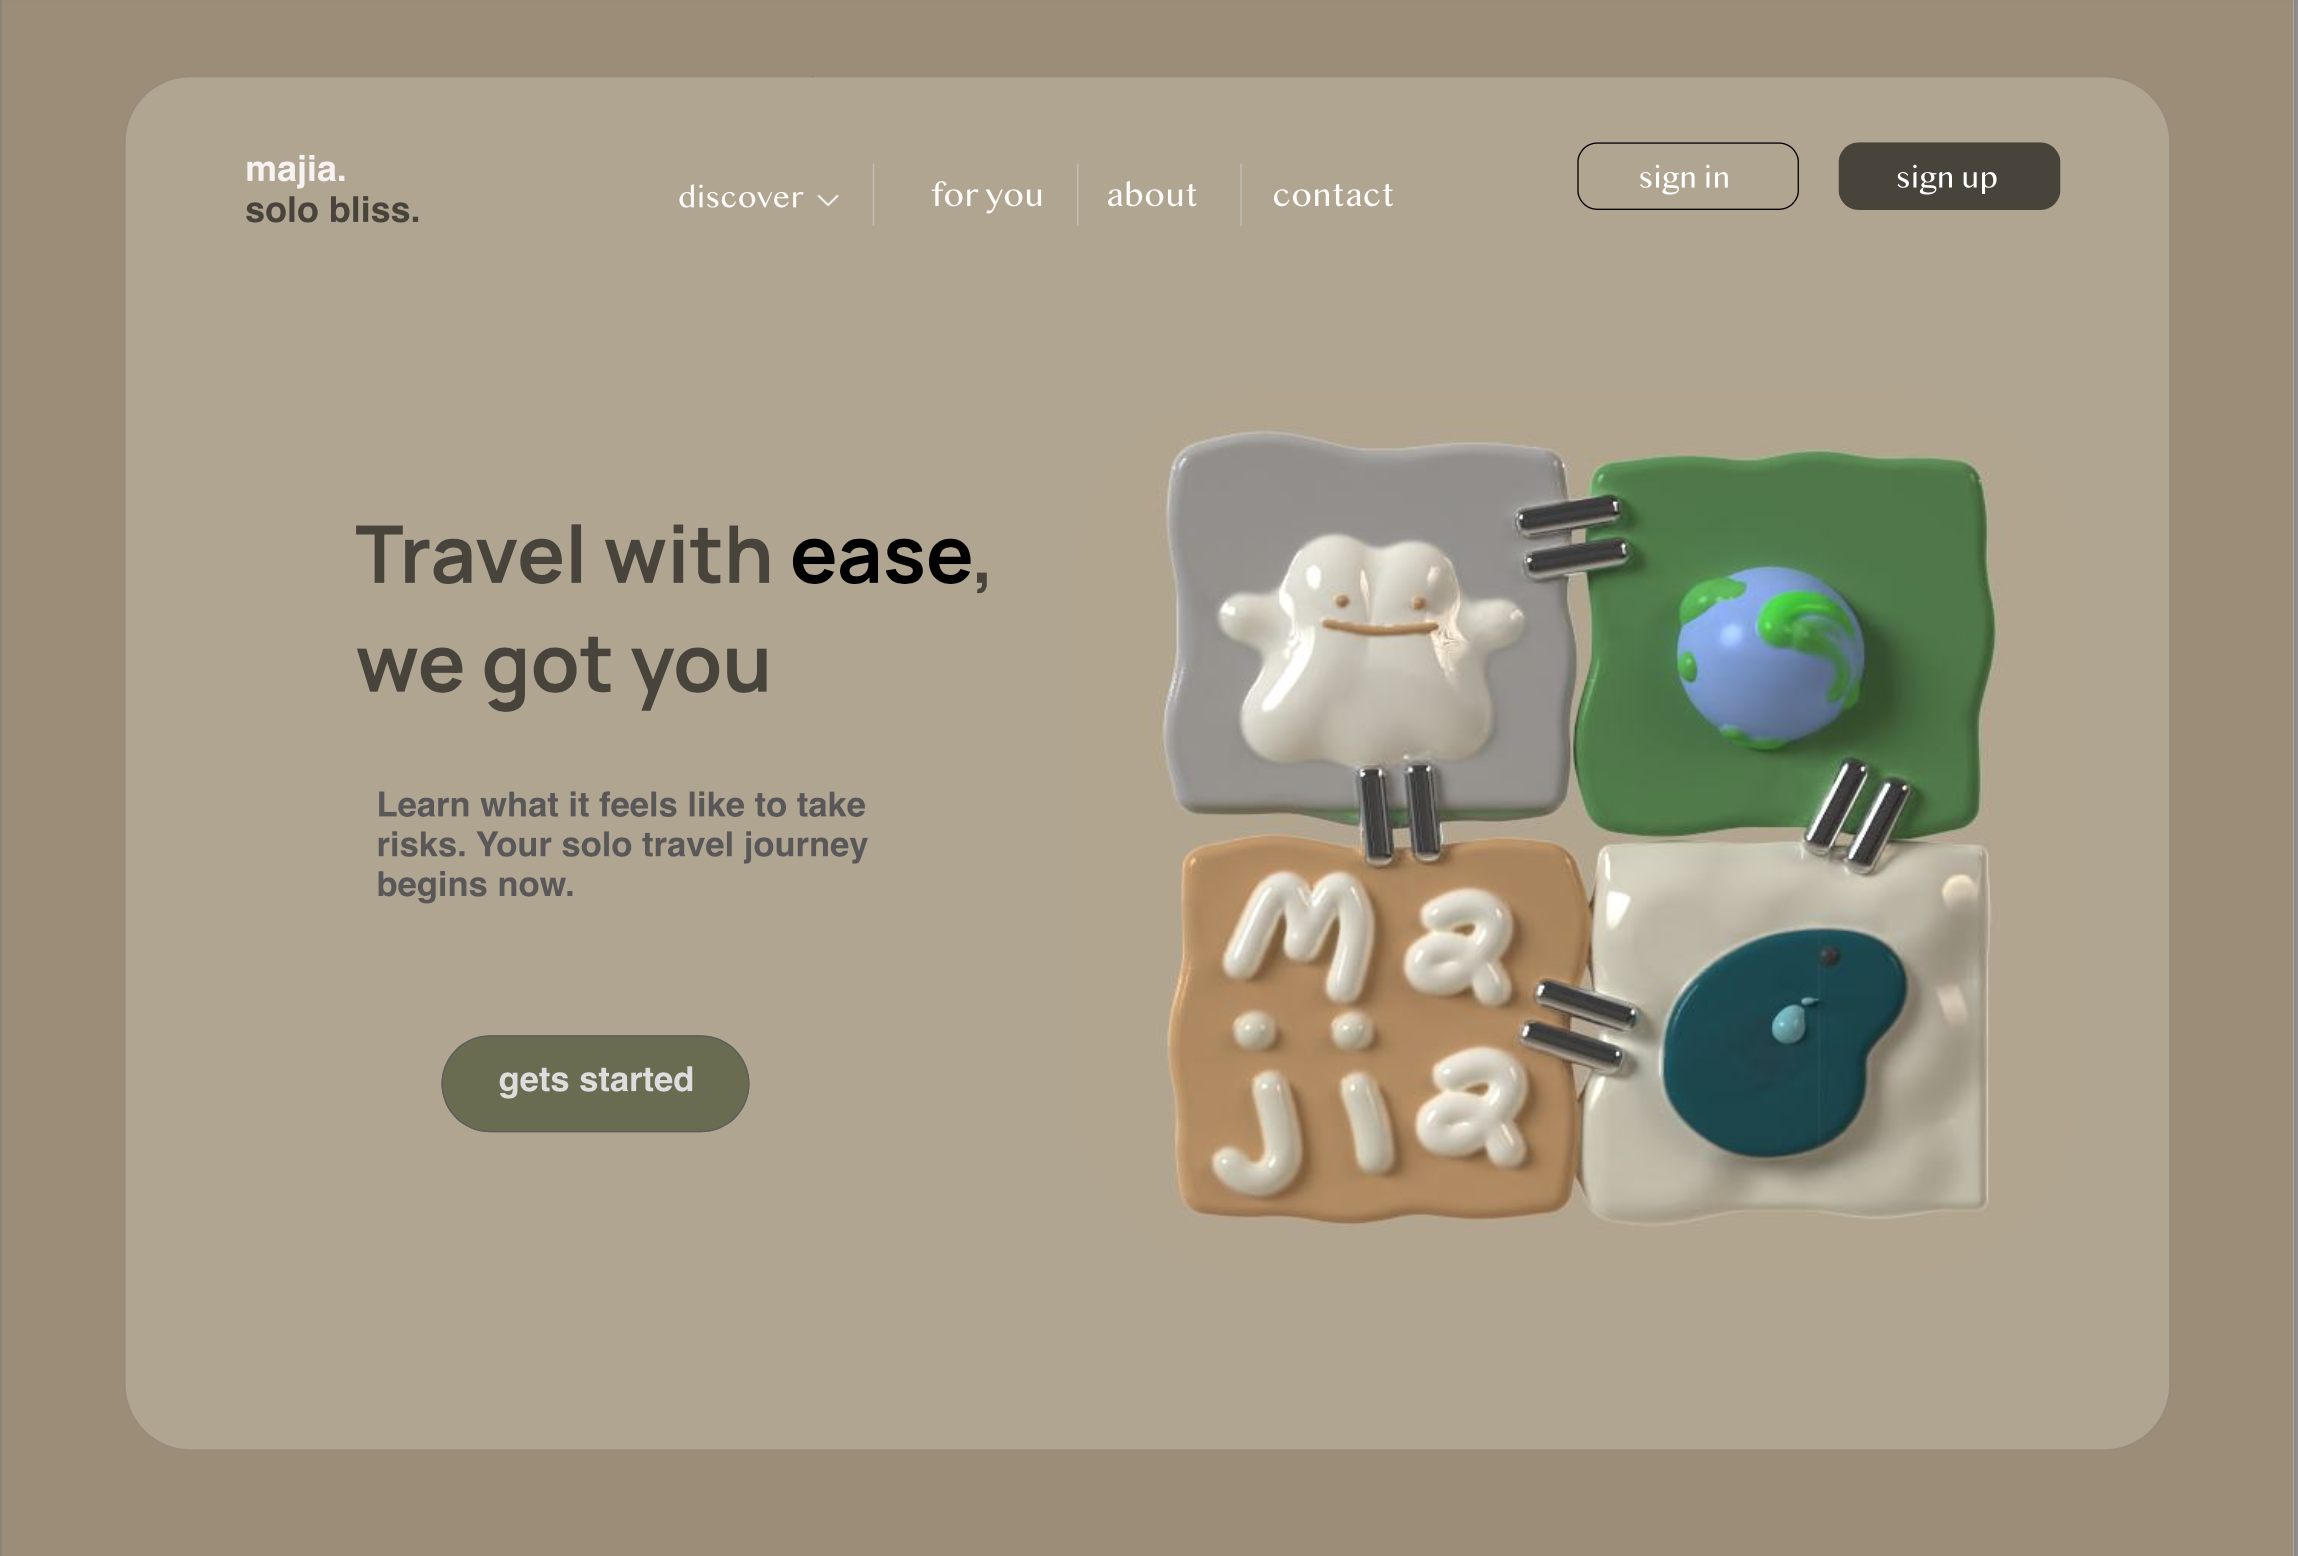 majia.
solo bliss.
discover
for you
about
contact
sign in
sign up
Travel with ease,
we got you
Learn what it feels like to take
risks. Your solo travel journey
begins now.
gets started
Ma
jia